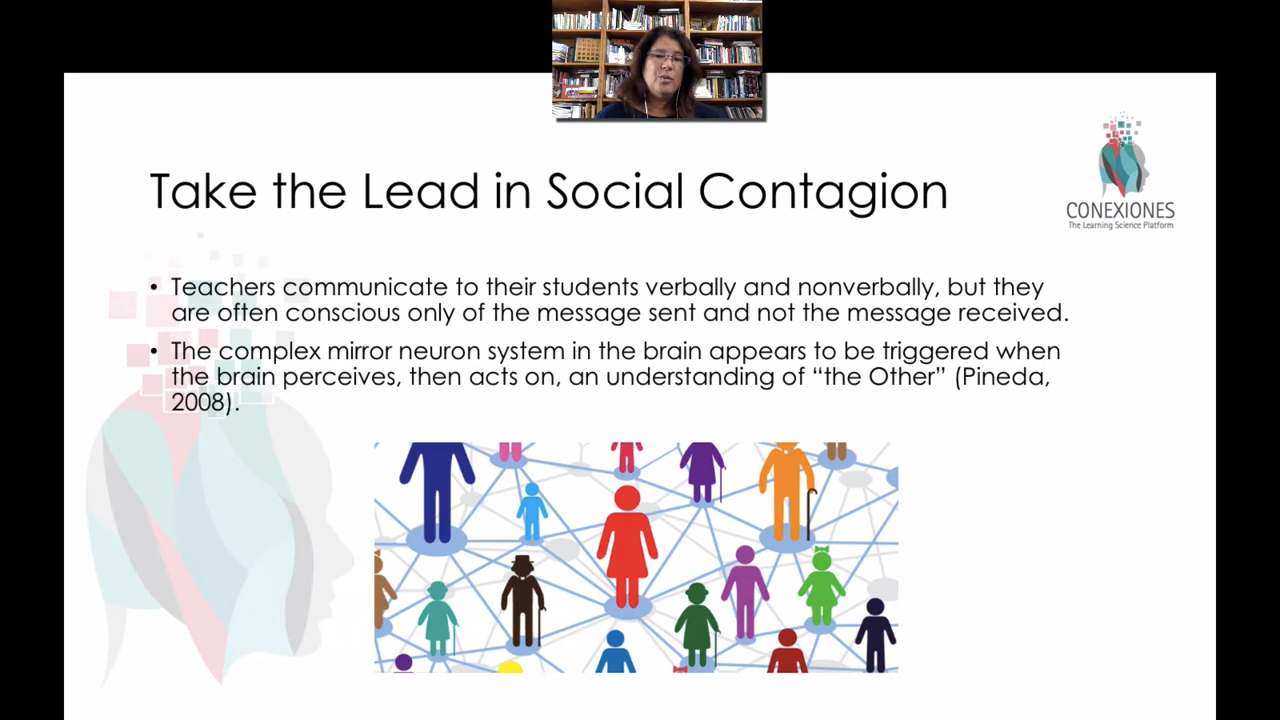 Take the Lead in Social Contagion
CONEXIONES
The Learning Science Platform
• Teachers communicate to their students verbally and nonverbally, but they
are often conscious only of the message sent and not the message received.
• The complex mirror neuron system in the brain appears to be triggered when
the brain perceives, then acts on, an understanding of “the Other” (Pineda,
2008).